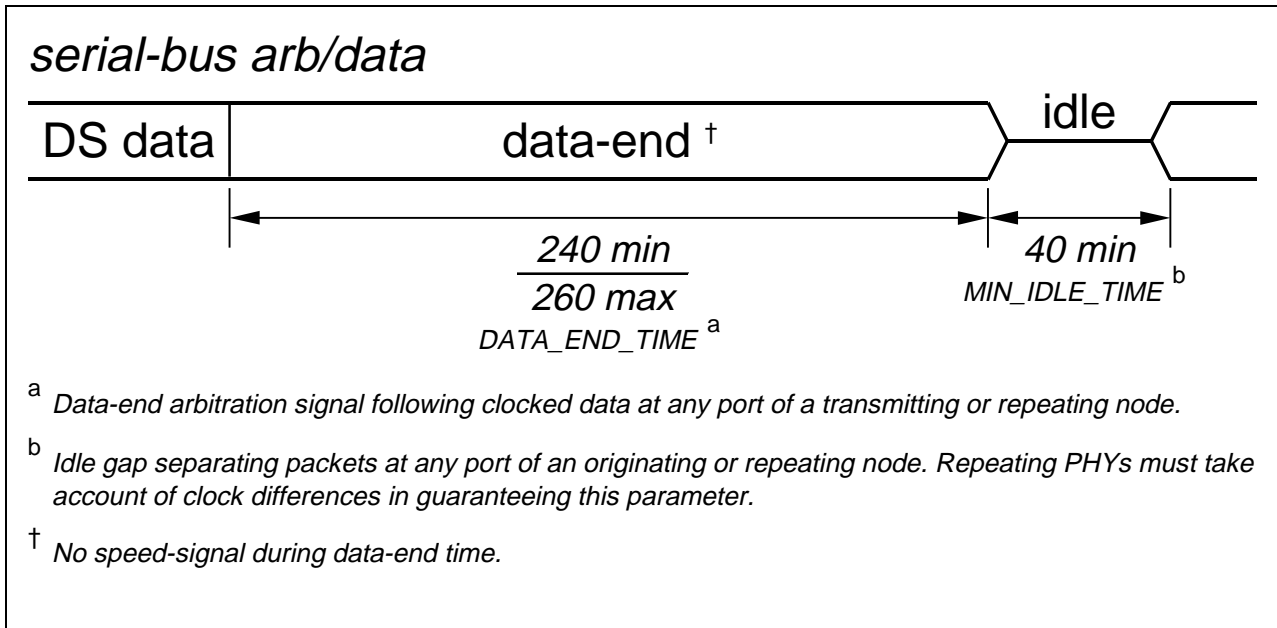 serial-bus arb/data
DS data data-end † idle
240 min 40 min
260 max MIN_IDLE_TIME b
DATA_END_TIME a
a Data-end arbitration signal following clocked data at any port of a transmitting or repeating node.
b Idle gap separating packets at any port of an originating or repeating node. Repeating PHYs must take
account of clock differences in guaranteeing this parameter.
† No speed-signal during data-end time.